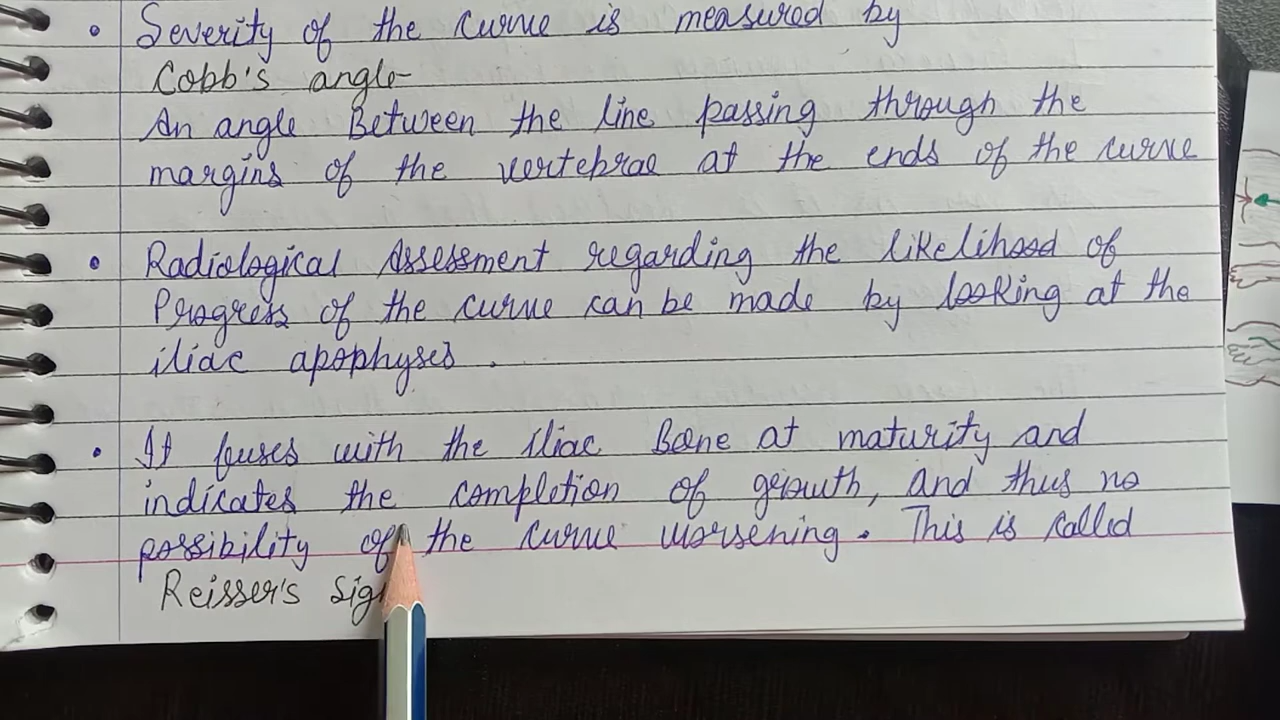 Severity of the curve is measured by
Cobb's angle
An angle Between the line passing through the
margins of the vertebrae at the ends of the curve
Radiological Assessment regarding the likelihood of
Progress of the curve can be made by looking at the
iliac apophyses.
It fuses with the iliac Bone at maturity and
indicates the completion of growth, and thus no
possibility of the curve worsening. This is called
Reisser's